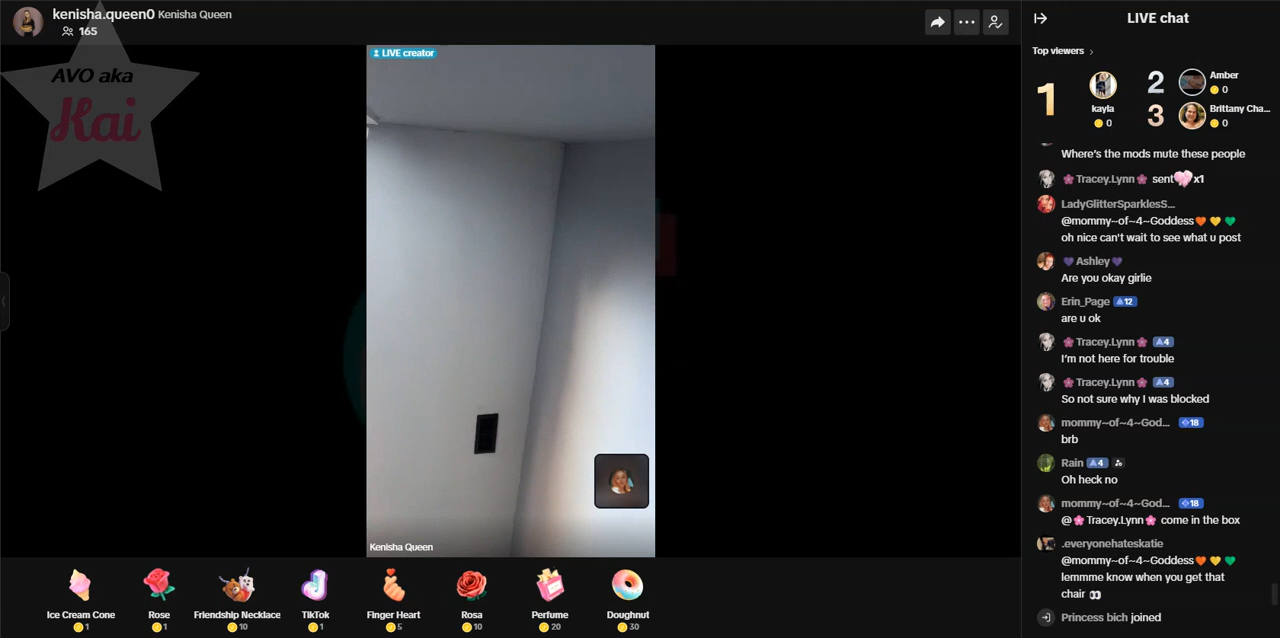 kenisha.queen0 Kenisha Queen
165
AVO aka
Kai
LIVE creator
Kenisha Queen
Ice Cream Cone
1
Rose
1
Friendship Necklace
10
TikTok
1
Finger Heart
5
Rosa
10
Perfume
20
Doughnut
30
LIVE chat
Top viewers
1
kayla
0
2
Amber
0
3
Brittany Cha...
0
Where's the mods mute these people
🌸Tracey.Lynn🌸 sent x1
LadyGlitterSparklesS...
@mommy~of~4~Goddess🧡💛💚
oh nice can't wait to see what u post
💜Ashley💜
Are you okay girlie
Erin_Page 12
are u ok
🌸Tracey.Lynn🌸 4
I'm not here for trouble
🌸Tracey.Lynn🌸 4
So not sure why I was blocked
mommy~of~4~God... 18
brb
Rain 4
Oh heck no
mommy~of~4~God... 18
@🌸Tracey.Lynn🌸 come in the box
.everyonehateskatie
@mommy~of~4~Goddess🧡💛💚
lemmme know when you get that
chair 👀
Princess bich joined